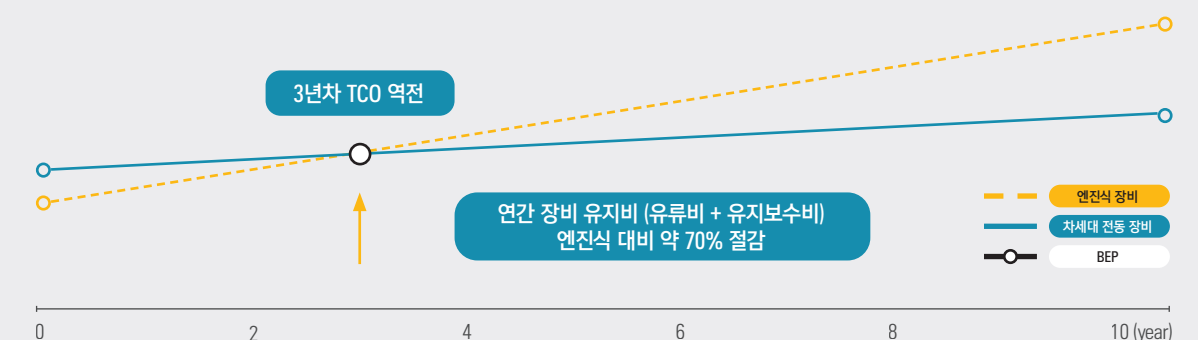 3년차 TCO 역전
연간 장비 유지비 (유류비 + 유지보수비)
엔진식 대비 약 70% 절감
엔진식 장비
차세대 전동 장비
BEP
0 2 4 6 8 10 (year)